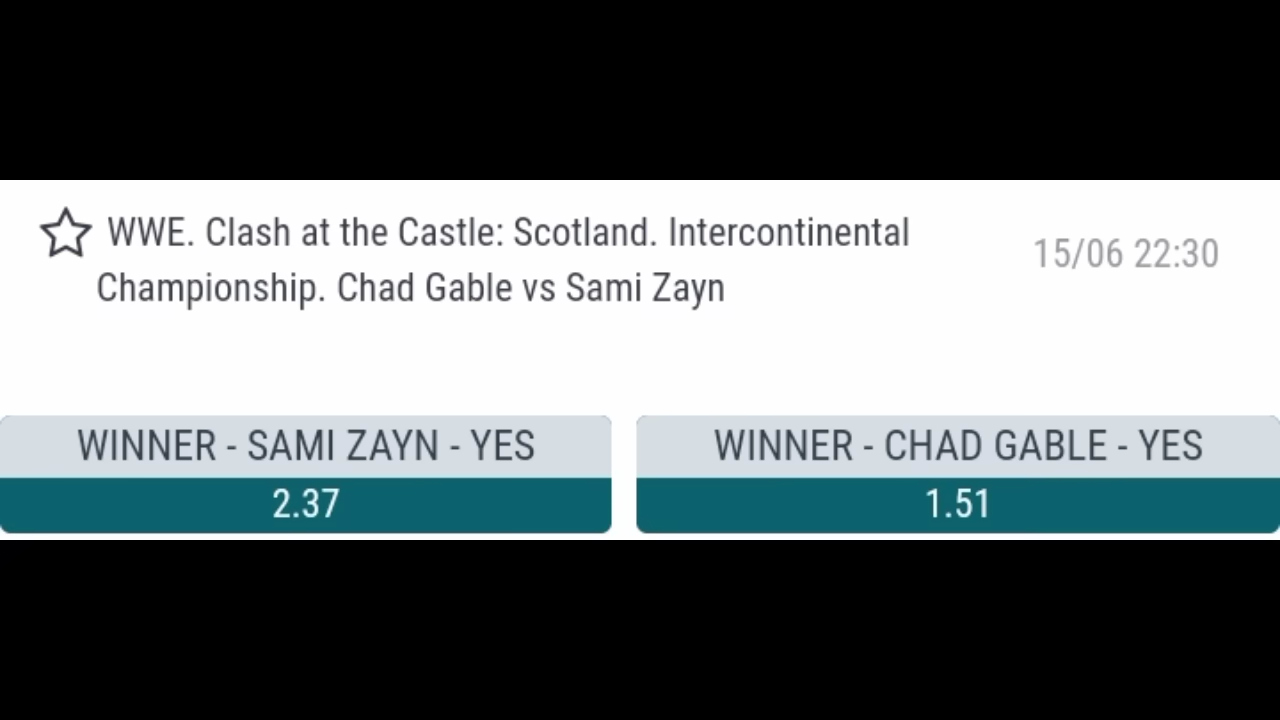 WWE. Clash at the Castle: Scotland. Intercontinental
Championship. Chad Gable vs Sami Zayn
15/06 22:30
WINNER - SAMI ZAYN - YES
2.37
WINNER - CHAD GABLE - YES
1.51